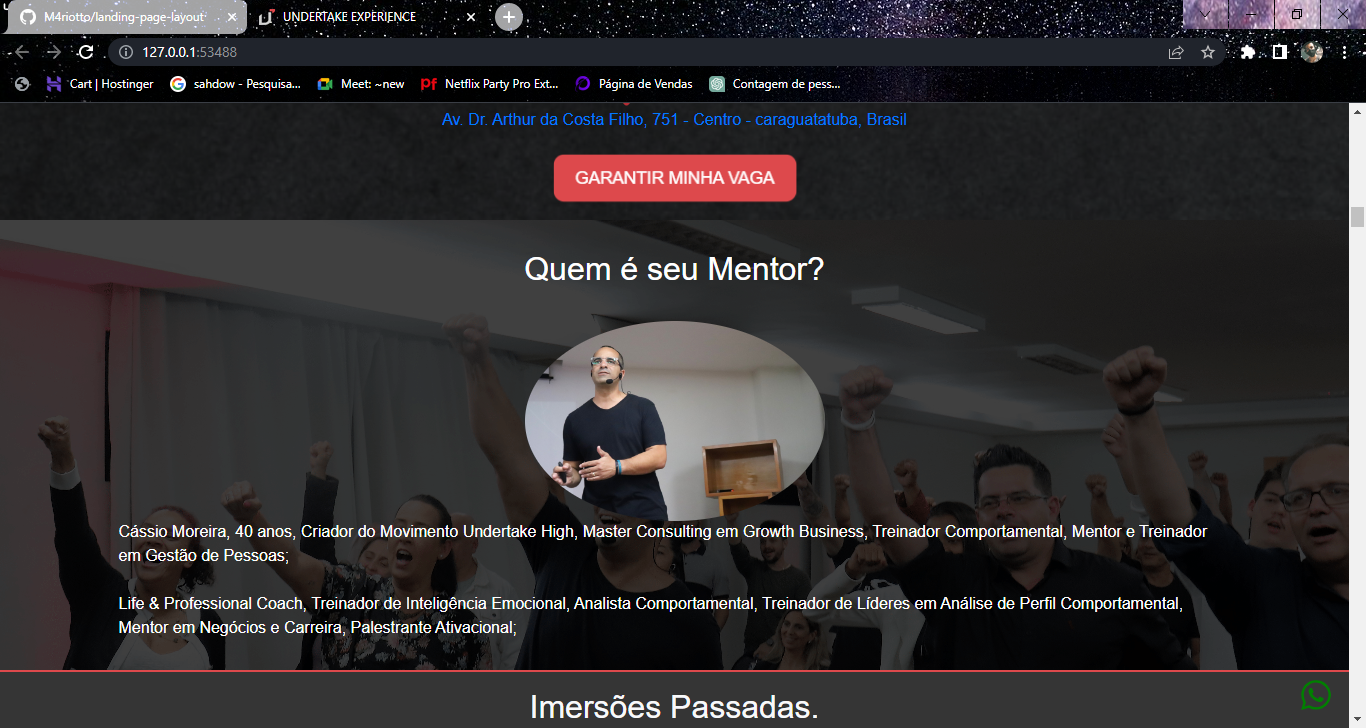 M4riotto/landing-page-layout
UNDERTAKE EXPERIENCE
127.0.0.1:53488
Cart | Hostinger
sahdow - Pesquisa...
Meet: ~new
Netflix Party Pro Ext...
Página de Vendas
Contagem de pess...
Av. Dr. Arthur da Costa Filho, 751 - Centro - caraguatatuba, Brasil
GARANTIR MINHA VAGA
Quem é seu Mentor?
Cássio Moreira, 40 anos, Criador do Movimento Undertake High, Master Consulting em Growth Business, Treinador Comportamental, Mentor e Treinador
em Gestão de Pessoas;
Life & Professional Coach, Treinador de Inteligência Emocional, Analista Comportamental, Treinador de Líderes em Análise de Perfil Comportamental,
Mentor em Negócios e Carreira, Palestrante Ativacional;
Imersões Passadas.